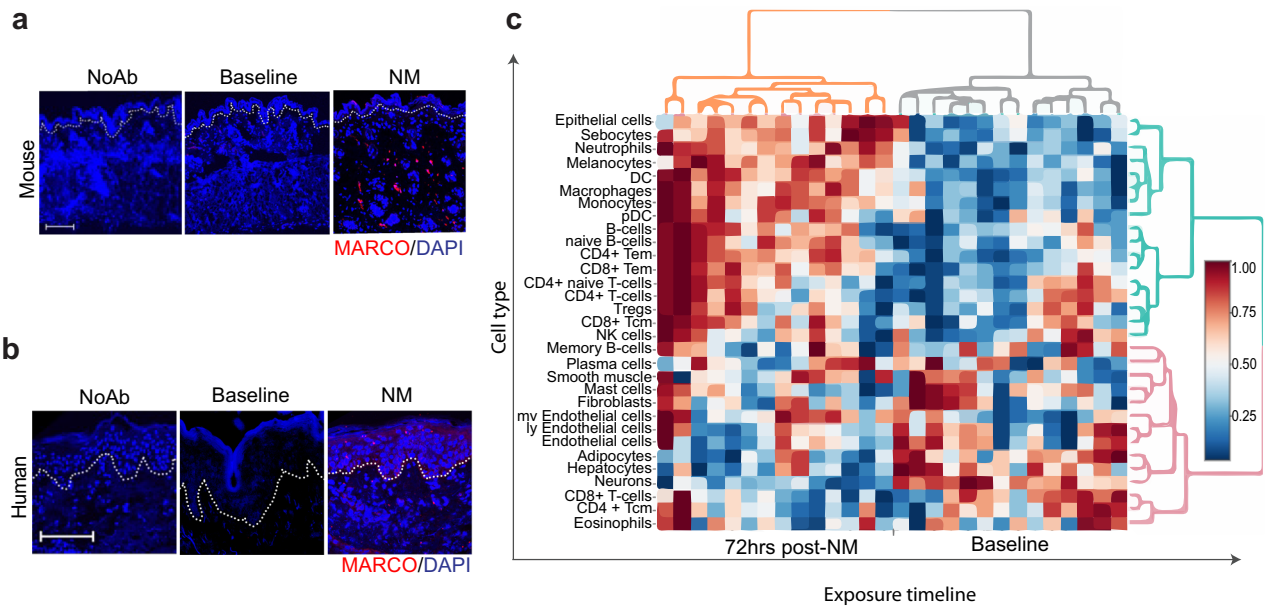 a
NoAb
Baseline
NM
Mouse
MARCO/DAPI
b
NoAb
Baseline
NM
Human
MARCO/DAPI
c
Cell type
Epithelial cells
Sebocytes
Neutrophils
Melanocytes
DC
Macrophages
Monocytes
pDC
B-cells
naive B-cells
CD4+ Tem
CD8+ Tem
CD4+ naive T-cells
CD4+ T-cells
Tregs
CD8+ Tcm
NK cells
Memory B-cells
Plasma cells
Smooth muscle
Mast cells
Fibroblasts
mv Endothelial cells
ly Endothelial cells
Endothelial cells
Adipocytes
Hepatocytes
Neurons
CD8+ T-cells
CD4 + Tcm
Eosinophils
1.00
0.75
0.50
0.25
72hrs post-NM
Baseline
Exposure timeline